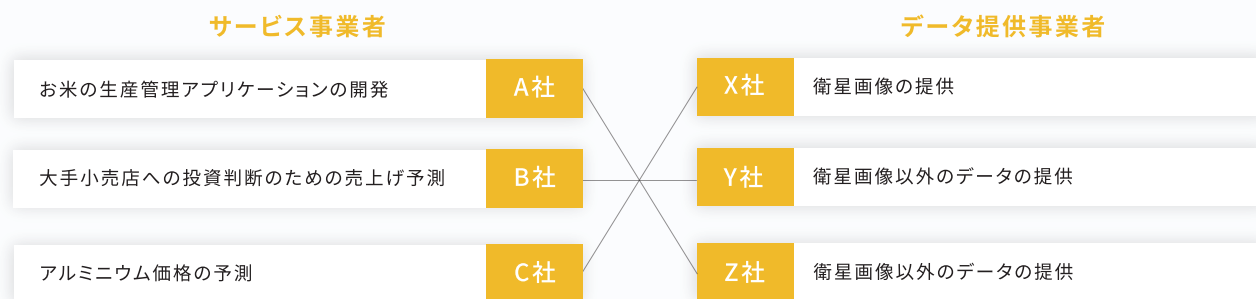 サービス事業者
データ提供事業者
お米の生産管理アプリケーションの開発
A社
X社
衛星画像の提供
大手小売店への投資判断のための売上げ予測
B社
Y社
衛星画像以外のデータの提供
アルミニウム価格の予測
C社
Z社
衛星画像以外のデータの提供